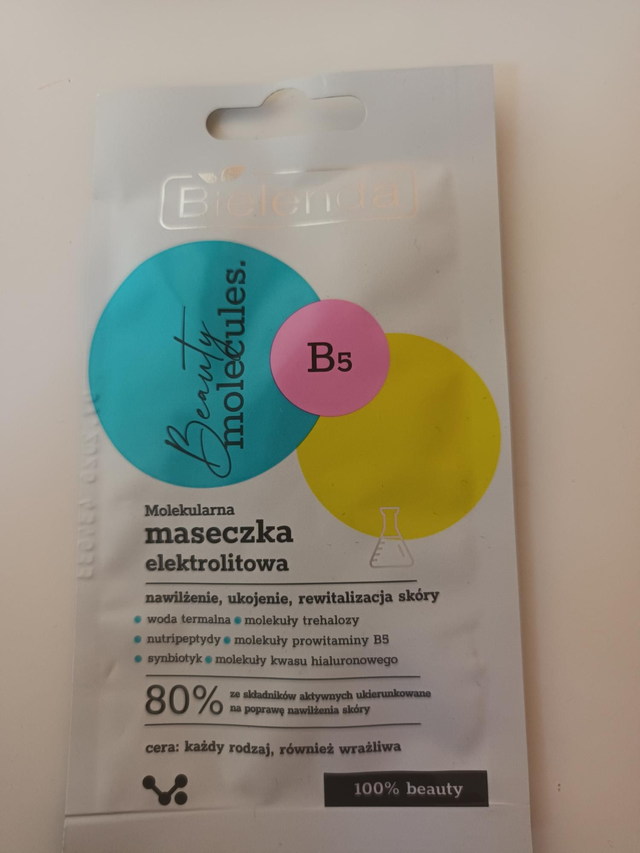 Bielenda
Beauty
molecules.
B5
Molekularna
maseczka
elektrolitowa
nawilżenie, ukojenie, rewitalizacja skóry
woda termalna • molekuły trehalozy
nutripeptydy • molekuły prowitaminy B5
synbiotyk • molekuły kwasu hialuronowego
80% ze składników aktywnych ukierunkowane
na poprawę nawilżenia skóry
cera: każdy rodzaj, również wrażliwa
100% beauty